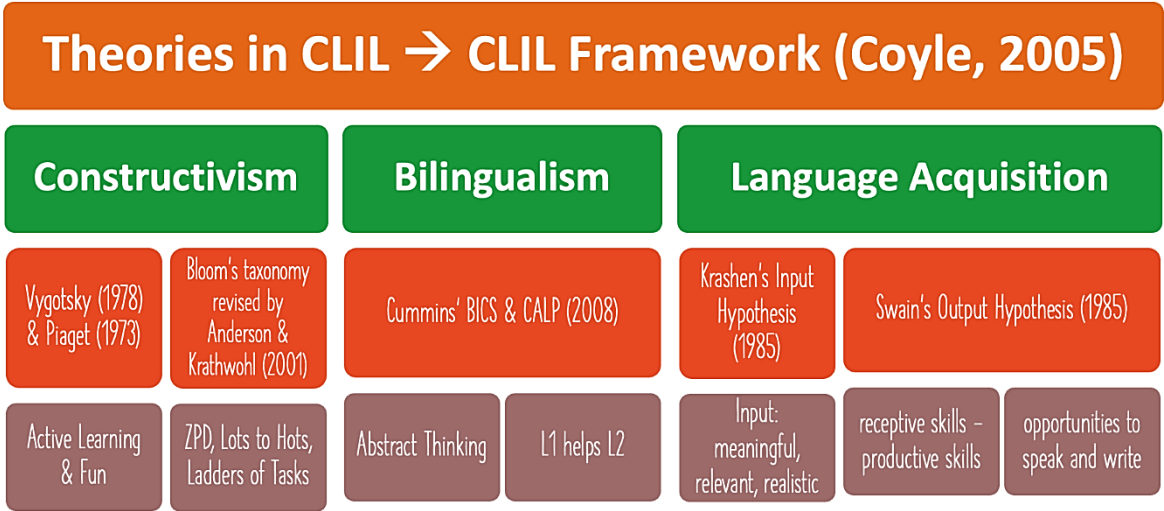 Theories in CLIL → CLIL Framework (Coyle, 2005)
Constructivism
Bilingualism
Language Acquisition
Vygotsky (1978)
& Piaget (1973)
Bloom's taxonomy
revised by
Anderson &
Krathwohl (2001)
Cummins' BICS & CALP (2008)
Krashen's Input
Hypothesis
(1985)
Swain's Output Hypothesis (1985)
Active Learning
& Fun
ZPD, Lots to Hots,
Ladders of Tasks
Abstract Thinking
L1 helps L2
Input:
meaningful,
relevant, realistic
receptive skills –
productive skills
opportunities to
speak and write